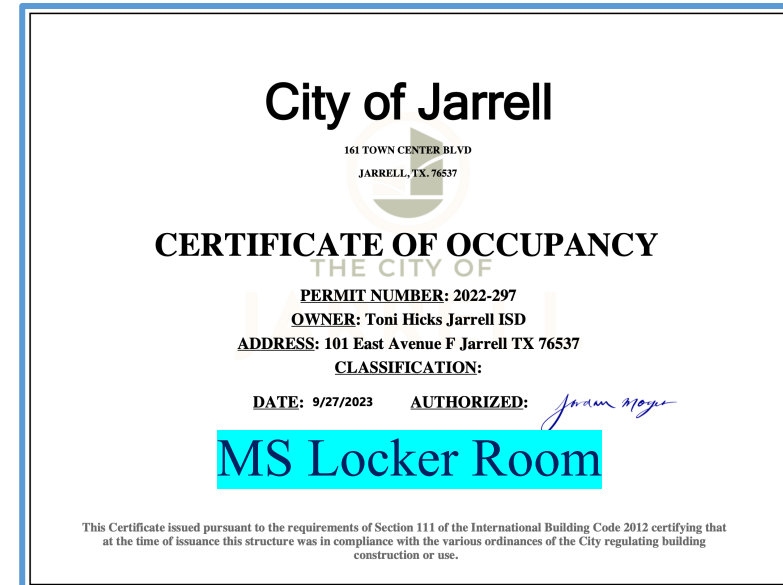 City of Jarrell
161 TOWN CENTER BLVD
JARRELL, TX. 76537
CERTIFICATE OF OCCUPANCY
THE CITY OF
PERMIT NUMBER: 2022-297
OWNER: Toni Hicks Jarrell ISD
ADDRESS: 101 East Avenue F Jarrell TX 76537
CLASSIFICATION:
DATE: 9/27/2023 AUTHORIZED:
MS Locker Room
This Certificate issued pursuant to the requirements of Section 111 of the International Building Code 2012 certifying that
at the time of issuance this structure was in compliance with the various ordinances of the City regulating building
construction or use.